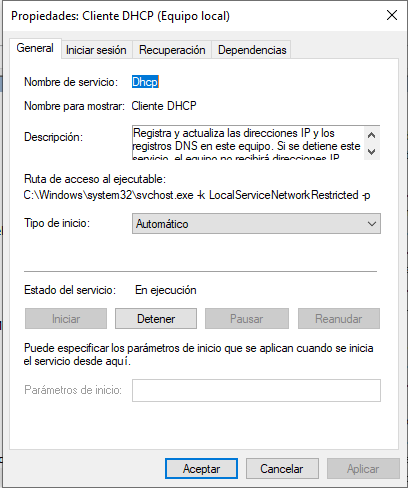 Propiedades: Cliente DHCP (Equipo local)
General Iniciar sesión Recuperación Dependencias
Nombre de servicio: Dhcp
Nombre para mostrar: Cliente DHCP
Descripción: Registra y actualiza las direcciones IP y los
registros DNS en este equipo. Si se detiene este
servicio, el equipo no recibirá direcciones IP
Ruta de acceso al ejecutable:
C:\Windows\system32\svchost.exe -k LocalServiceNetworkRestricted -p
Tipo de inicio: Automático
Estado del servicio: En ejecución
Iniciar Detener Pausar Reanudar
Puede especificar los parámetros de inicio que se aplican cuando se inicia
el servicio desde aquí.
Parámetros de inicio:
Aceptar Cancelar Aplicar